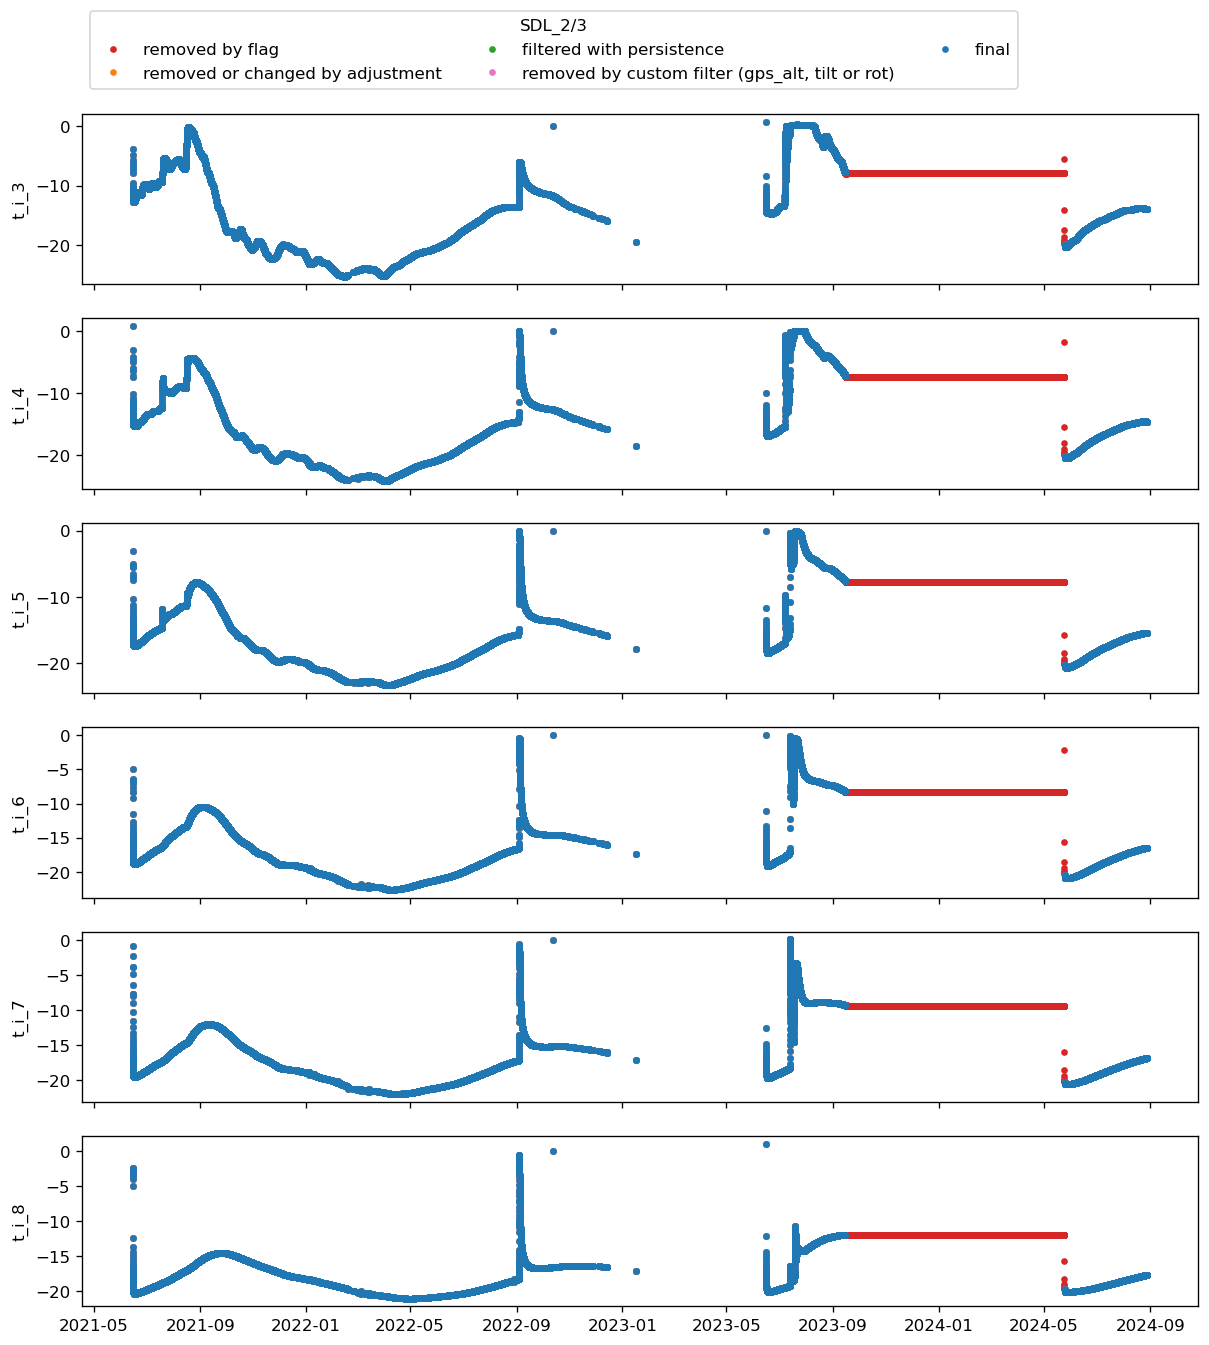 SDL_2/3
removed by flag
removed or changed by adjustment
filtered with persistence
removed by custom filter (gps_alt, tilt or rot)
final
t_i_3
0
−10
−20
t_i_4
0
−10
−20
t_i_5
0
−10
−20
t_i_6
0
−5
−10
−15
−20
t_i_7
0
−5
−10
−15
−20
t_i_8
0
−5
−10
−15
−20
2021-05 2021-09 2022-01 2022-05 2022-09 2023-01 2023-05 2023-09 2024-01 2024-05 2024-09